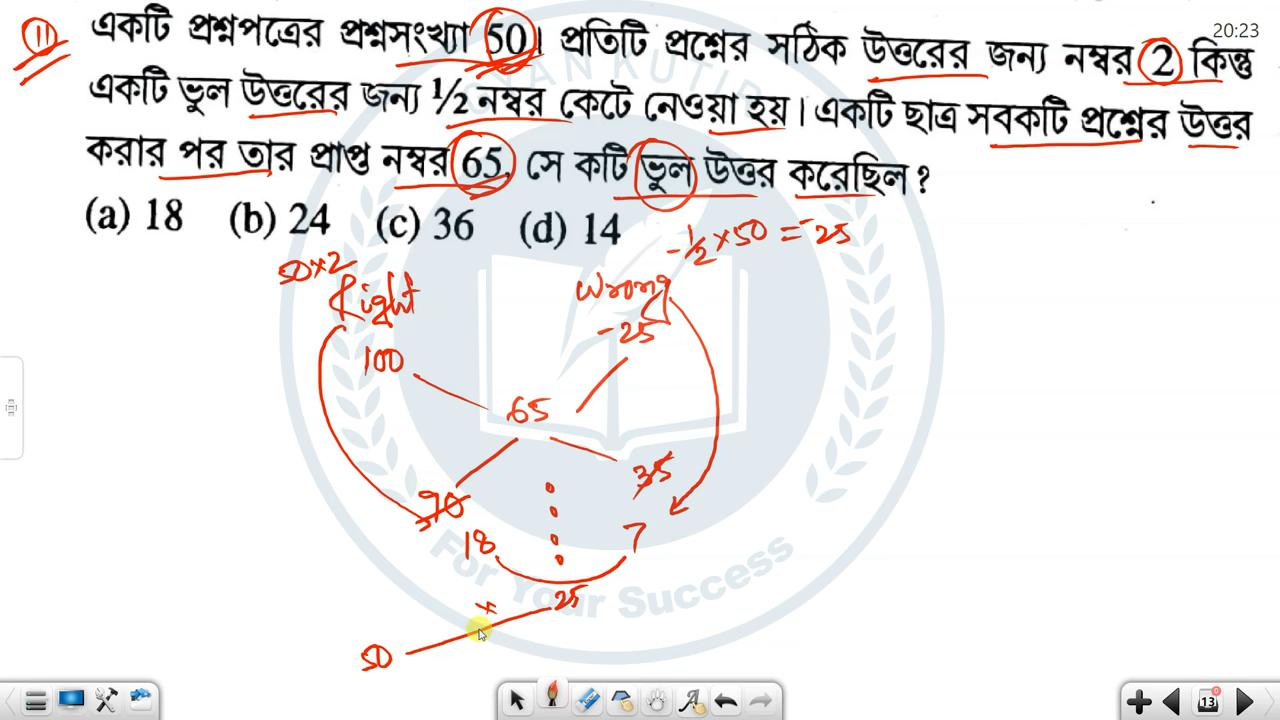 20:23
11 একটি প্রশ্নপত্রের প্রশ্নসংখ্যা 50। প্রতিটি প্রশ্নের সঠিক উত্তরের জন্য নম্বর 2 কিন্তু
একটি ভুল উত্তরের জন্য 1/2 নম্বর কেটে নেওয়া হয়। একটি ছাত্র সবকটি প্রশ্নের উত্তর
করার পর তার প্রাপ্ত নম্বর 65, সে কটি ভুল উত্তর করেছিল?
(a) 18 (b) 24 (c) 36 (d) 14
-1/2×50 = -25
50×2
Right Wrong
100 -25
65
90 35
18 7
25
×
50
GYAN KUTIR
For Your Success
13